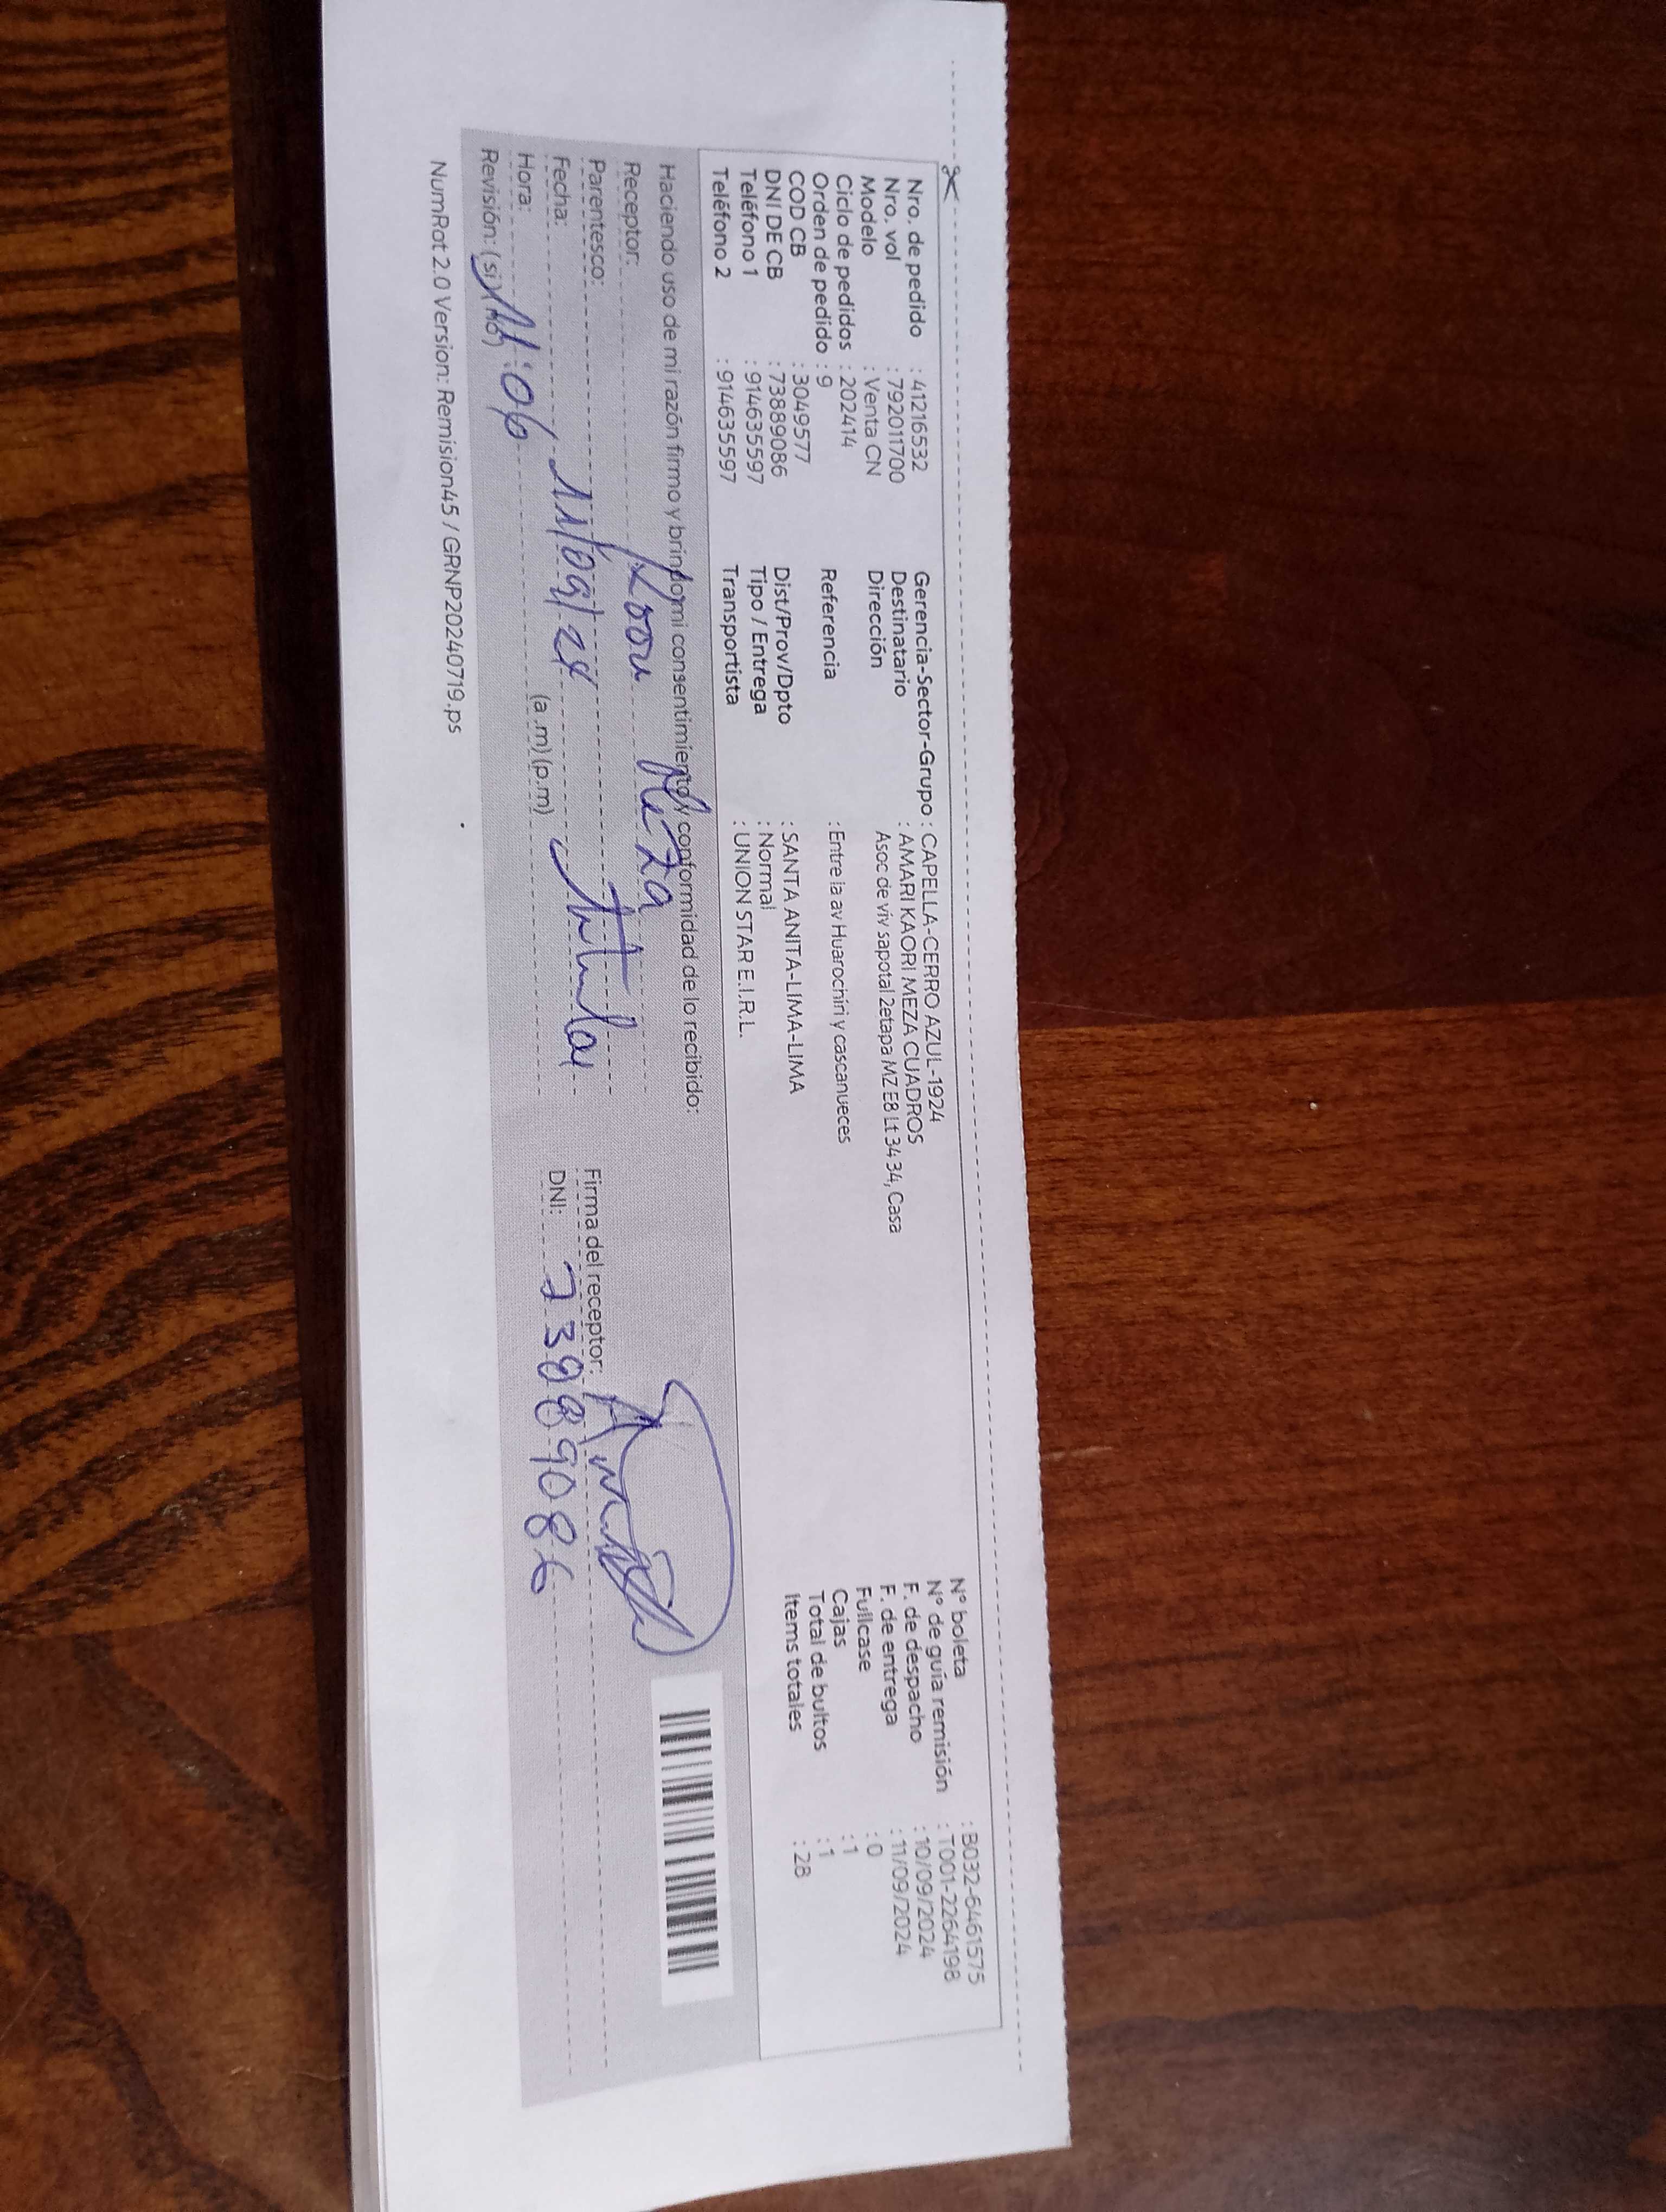 Nro. de pedido : 41216532
Nro. vol : 792011700
Modelo : Venta CN
Ciclo de pedidos : 202414
Orden de pedido : 9
COD CB : 3049577
DNI DE CB : 73889086
Teléfono 1 : 914635597
Teléfono 2 : 914635597
Gerencia-Sector-Grupo : CAPELLA-CERRO AZUL-1924
Destinatario : AMARI KAORI MEZA CUADROS
Dirección Asoc de viv sapotal 2etapa MZ E8 Lt 34 34, Casa
Referencia : Entre la av Huarochiri y cascanueces
Dist/Prov/Dpto : SANTA ANITA-LIMA-LIMA
Tipo / Entrega : Normal
Transportista : UNION STAR E.I.R.L.
N° boleta : B032-6461575
N° de guía remisión : T001-2264198
F. de despacho : 10/09/2024
F. de entrega : 11/09/2024
Fullcase : 0
Cajas : 1
Total de bultos : 1
Items totales : 28
Haciendo uso de mi razón firmo y brindo mi consentimiento y conformidad de lo recibido:
Receptor: Kaori Meza
Parentesco: Titular
Fecha: 11/09/24
Hora: 11:06 (a.m) (p.m)
Revisión: (si) (no)
Firma del receptor:
DNI: 73889086
NumRot 2.0 Version: Remision45 / GRNP20240719.ps